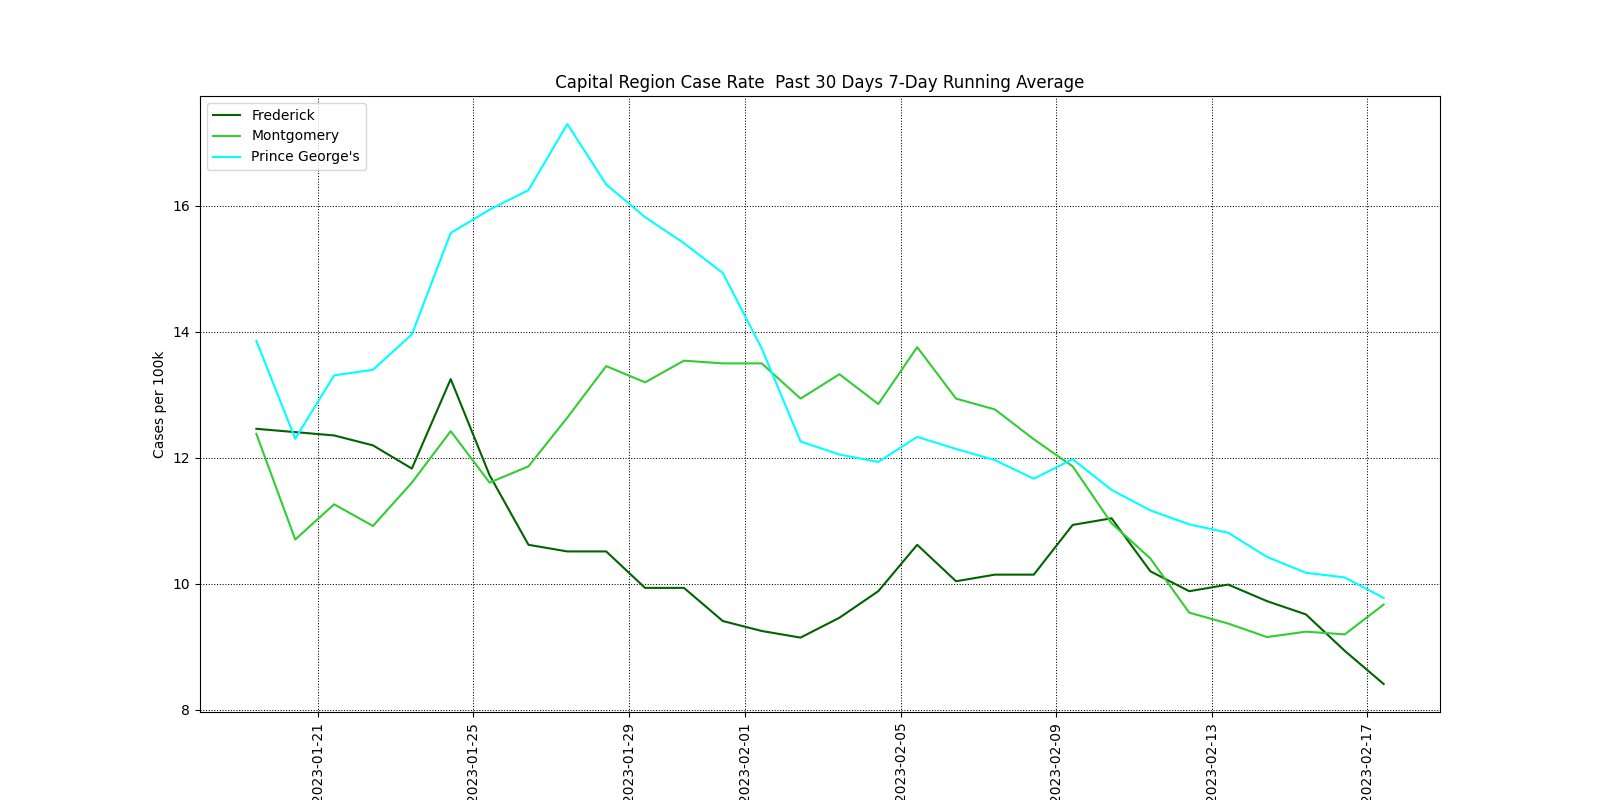 Capital Region Case Rate  Past 30 Days 7-Day Running Average
Frederick
Montgomery
Prince George's
Cases per 100k
16
14
12
10
8
2023-01-21
2023-01-25
2023-01-29
2023-02-01
2023-02-05
2023-02-09
2023-02-13
2023-02-17